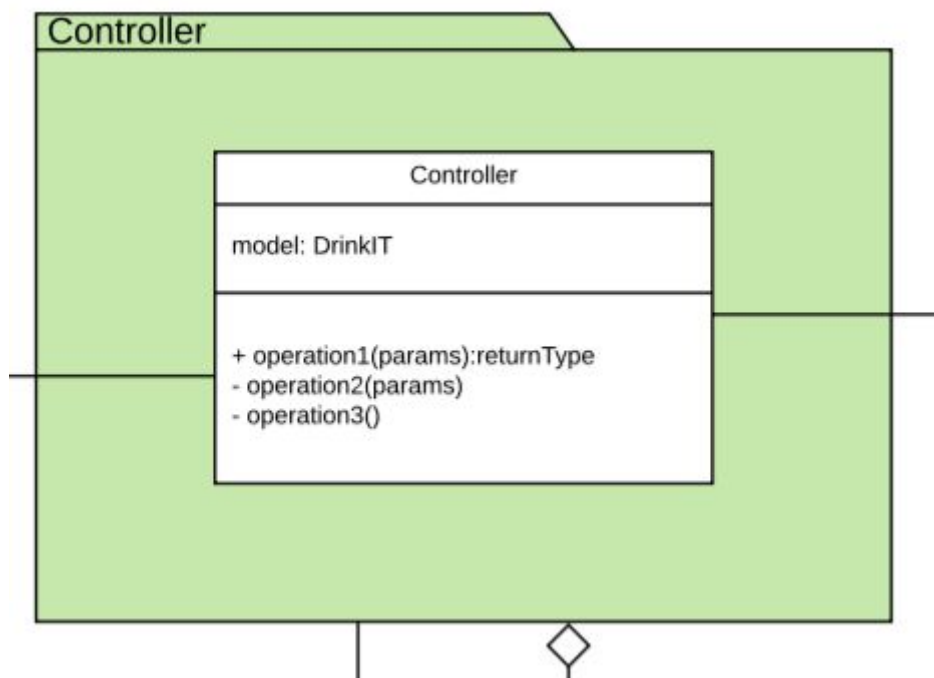 Controller
Controller
model: DrinkIT
+ operation1(params):returnType
- operation2(params)
- operation3()